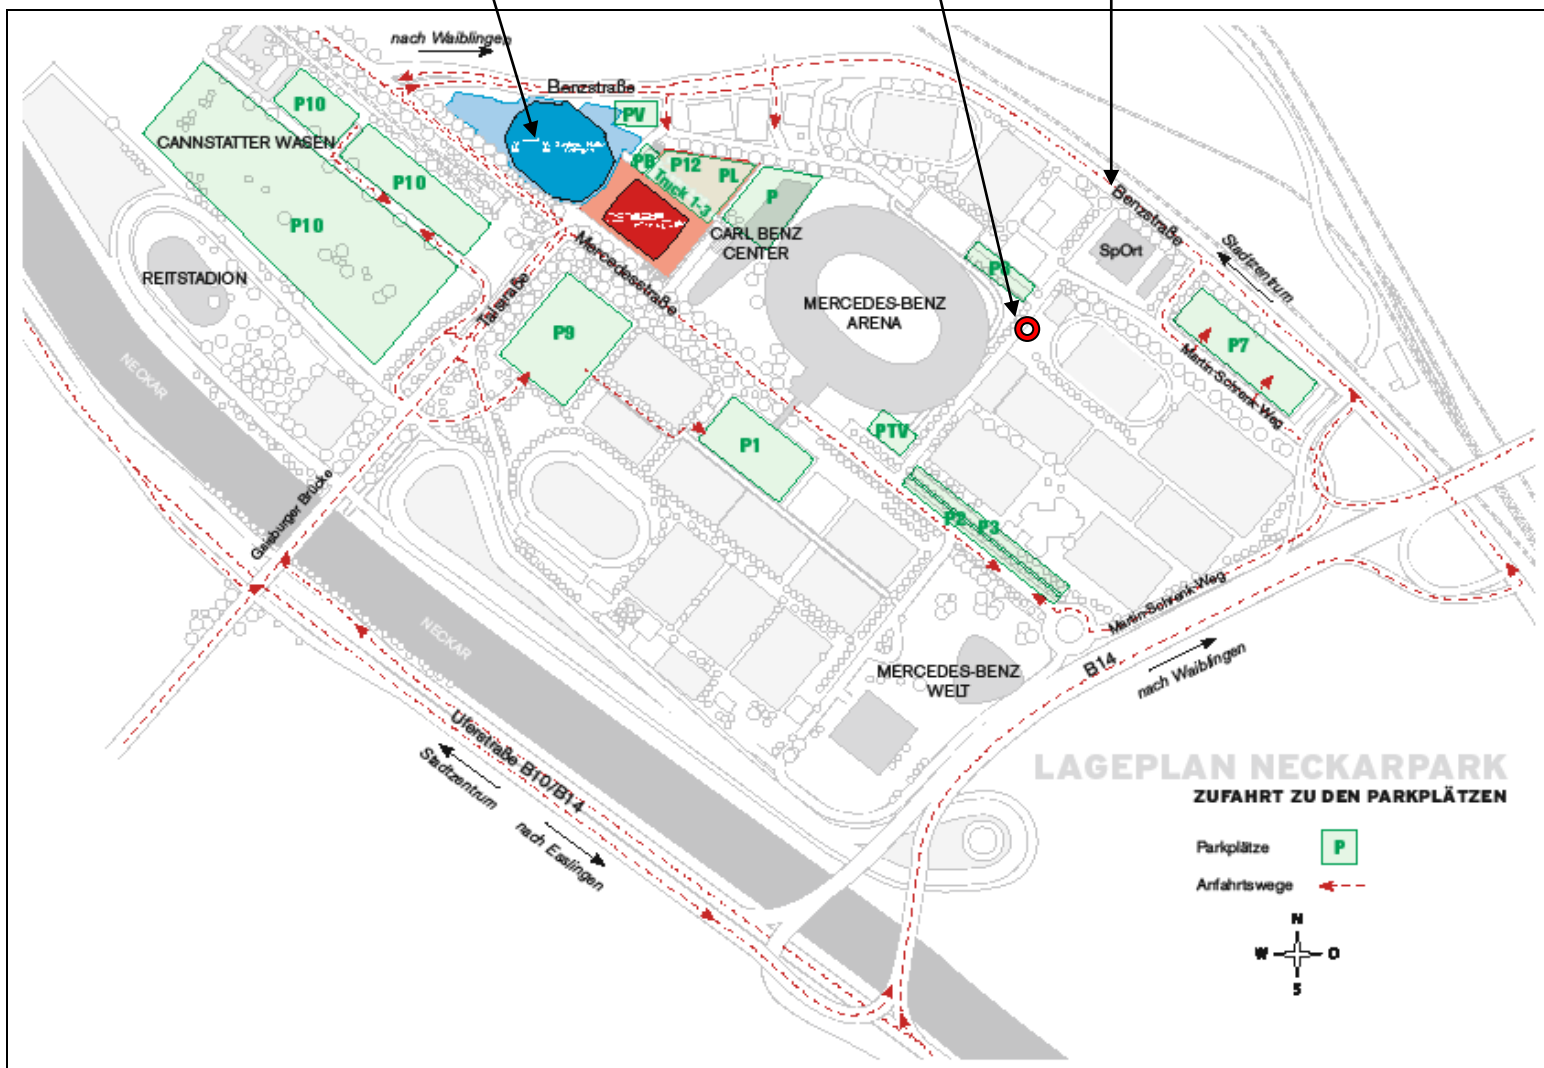 nach Waiblingen
Benzstraße
P10
PV
CANNSTATTER WASEN
P10
PB
P12
PL
Truck 1-3
P
P10
CARL BENZ
CENTER
REITSTADION
Mercedesstraße
Talstraße
MERCEDES-BENZ
ARENA
Benzstraße
SpOrt
Stadtzentrum
P9
P7
Martin-Schrenk-Weg
NECKAR
P1
PTV
P2
P3
Gaisburger Brücke
NECKAR
Martin-Schrenk-Weg
MERCEDES-BENZ
WELT
B14
nach Waiblingen
Uferstraße B10/B14
Stadtzentrum
nach Esslingen
LAGEPLAN NECKARPARK
ZUFAHRT ZU DEN PARKPLÄTZEN
Parkplätze
P
Anfahrtswege
N
W
O
S